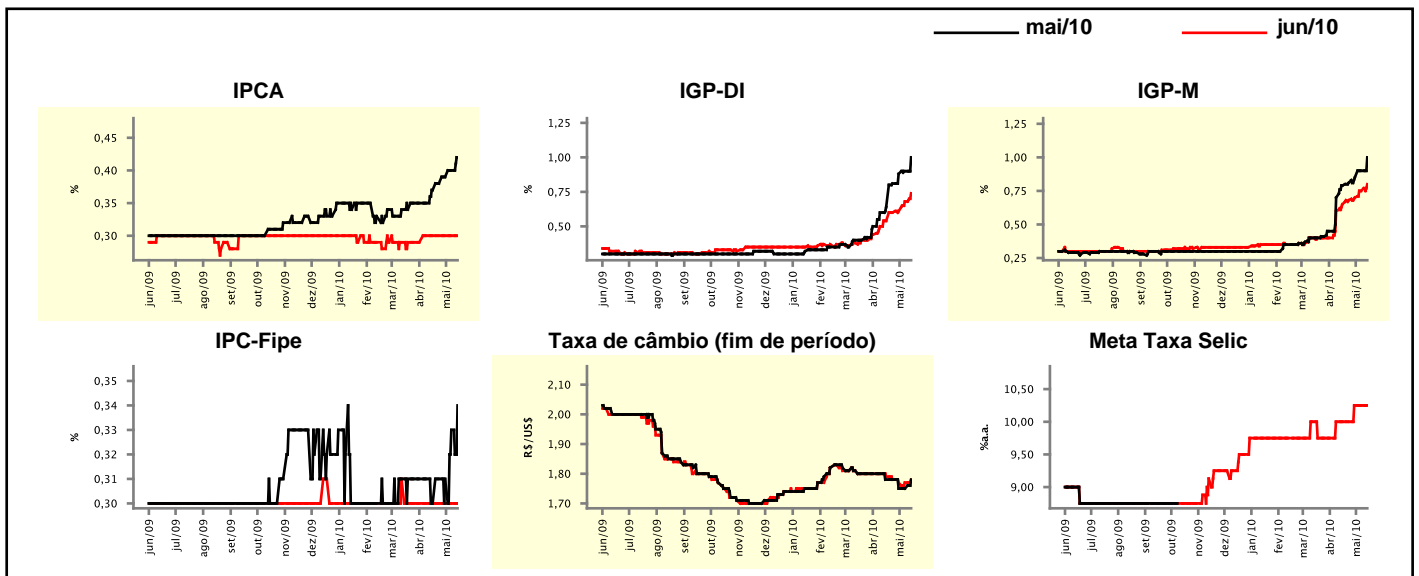 mai/10 jun/10
IPCA
%
0,45
0,40
0,35
0,30
jun/09 jul/09 ago/09 set/09 out/09 nov/09 dez/09 jan/10 fev/10 mar/10 abr/10 mai/10
IGP-DI
%
1,25
1,00
0,75
0,50
0,25
jun/09 jul/09 ago/09 set/09 out/09 nov/09 dez/09 jan/10 fev/10 mar/10 abr/10 mai/10
IGP-M
%
1,25
1,00
0,75
0,50
0,25
jun/09 jul/09 ago/09 set/09 out/09 nov/09 dez/09 jan/10 fev/10 mar/10 abr/10 mai/10
IPC-Fipe
%
0,35
0,34
0,33
0,32
0,31
0,30
jun/09 jul/09 ago/09 set/09 out/09 nov/09 dez/09 jan/10 fev/10 mar/10 abr/10 mai/10
Taxa de câmbio (fim de período)
R$/US$
2,10
2,00
1,90
1,80
1,70
jun/09 jul/09 ago/09 set/09 out/09 nov/09 dez/09 jan/10 fev/10 mar/10 abr/10 mai/10
Meta Taxa Selic
%a.a.
10,50
10,00
9,50
9,00
jun/09 jul/09 ago/09 set/09 out/09 nov/09 dez/09 jan/10 fev/10 mar/10 abr/10 mai/10